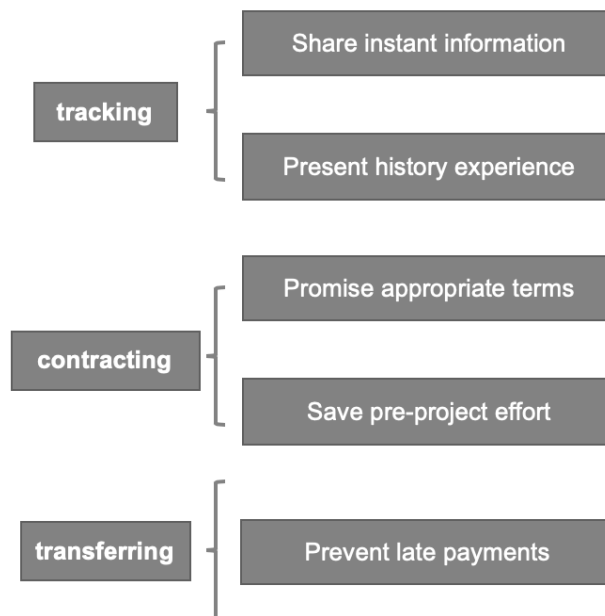 Share instant information
tracking
Present history experience
Promise appropriate terms
contracting
Save pre-project effort
transferring
Prevent late payments